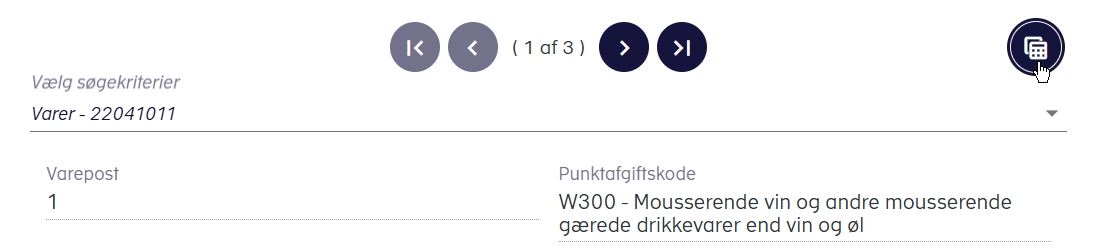 ( 1 af 3 )
Vælg søgekriterier
Varer - 22041011
Varepost
1
Punktafgiftskode
W300 - Mousserende vin og andre mousserende
gærede drikkevarer end vin og øl